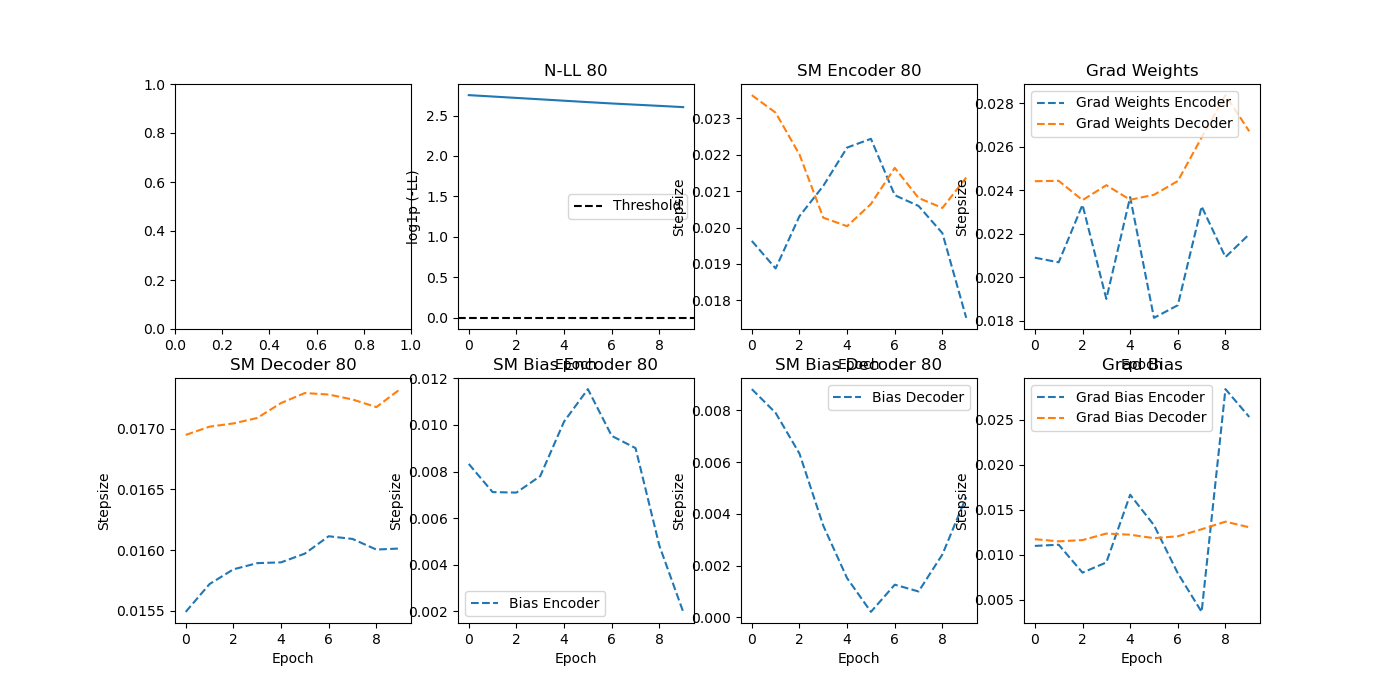 N-LL 80
SM Encoder 80
Grad Weights
1.0
0.8
0.6
0.4
0.2
0.0
0.0 0.2 0.4 0.6 0.8 1.0
log1p (-LL)
2.5
2.0
1.5
1.0
0.5
0.0
Threshold
0 2 4 6 8
Epoch
Stepsize
0.023
0.022
0.021
0.020
0.019
0.018
0 2 4 6 8
Epoch
Stepsize
0.028
0.026
0.024
0.022
0.020
0.018
Grad Weights Encoder
Grad Weights Decoder
0 2 4 6 8
Epoch
SM Decoder 80
SM Bias Encoder 80
SM Bias Decoder 80
Grad Bias
Stepsize
0.0170
0.0165
0.0160
0.0155
0 2 4 6 8
Epoch
Stepsize
0.012
0.010
0.008
0.006
0.004
0.002
Bias Encoder
0 2 4 6 8
Epoch
Stepsize
0.008
0.006
0.004
0.002
0.000
Bias Decoder
0 2 4 6 8
Epoch
Stepsize
0.025
0.020
0.015
0.010
0.005
Grad Bias Encoder
Grad Bias Decoder
0 2 4 6 8
Epoch